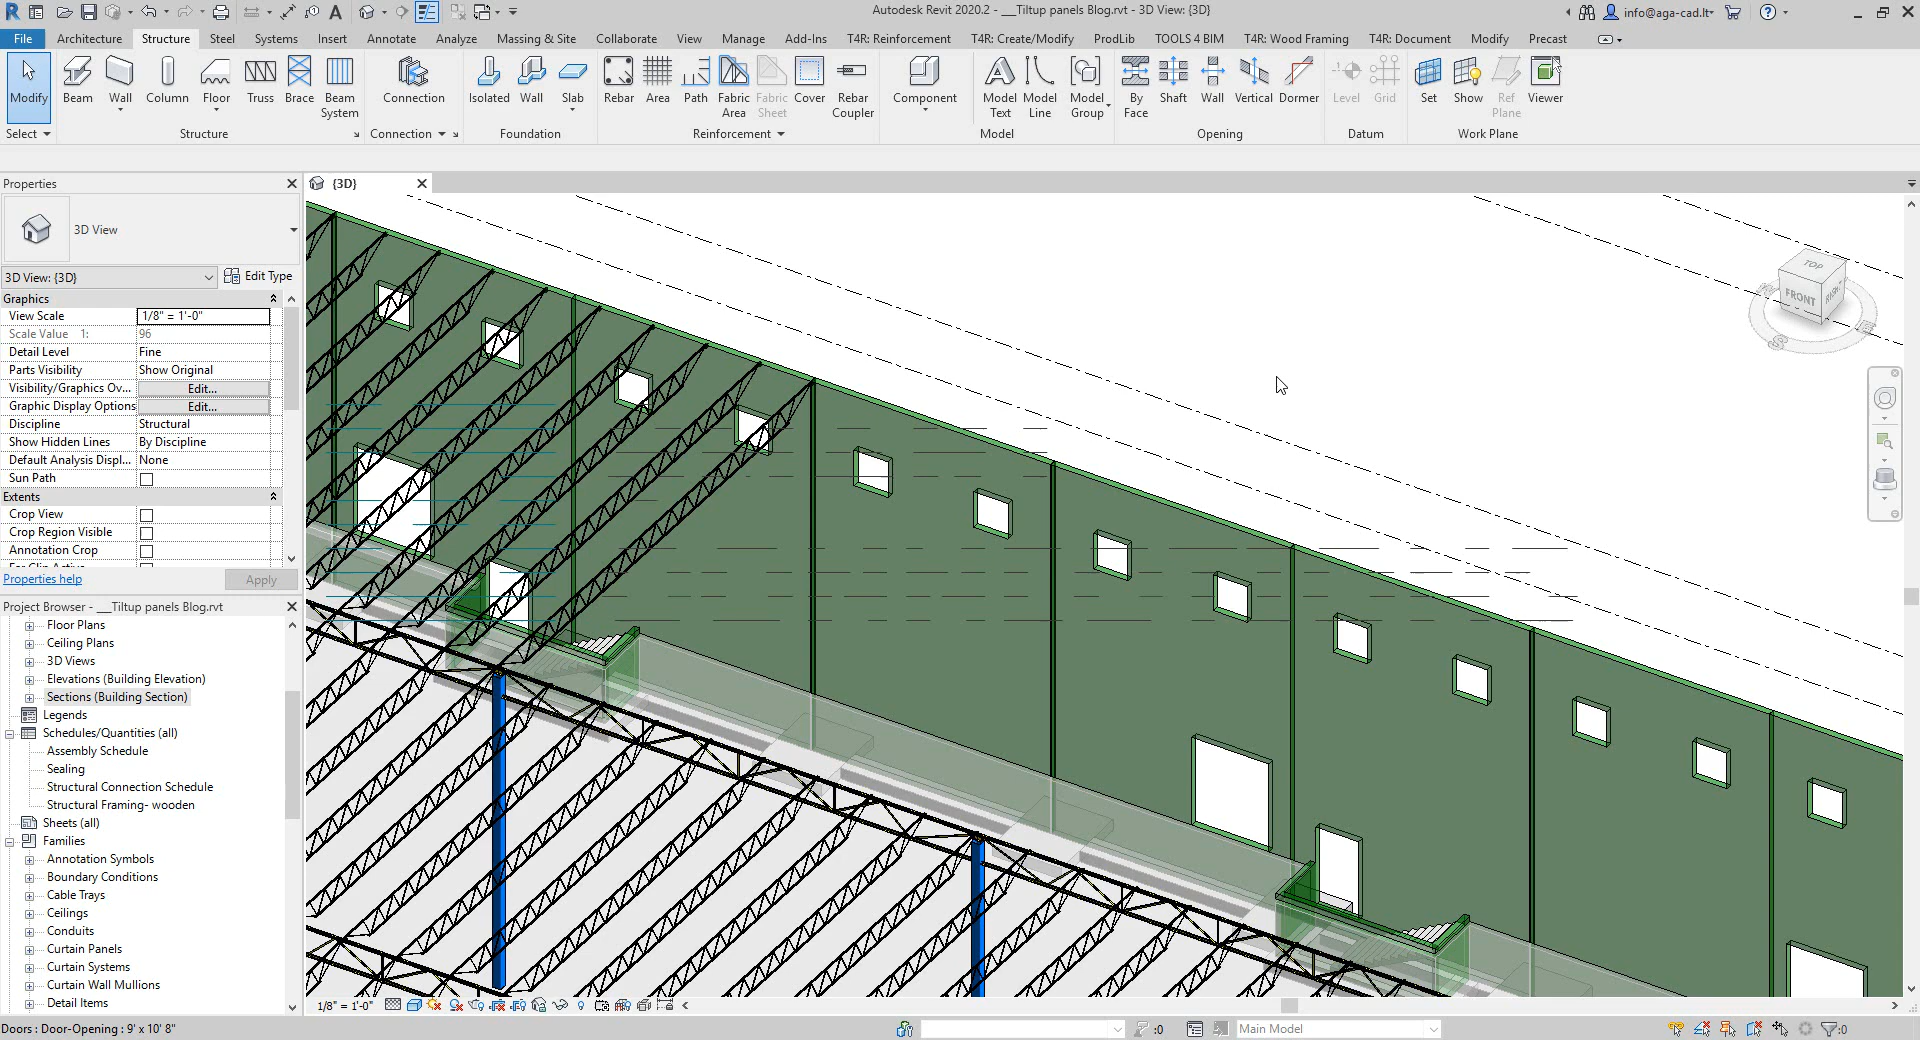 Autodesk Revit 2020.2 - ___Tiltup panels Blog.rvt - 3D View: {3D}
info@aga-cad.lt
File Architecture Structure Steel Systems Insert Annotate Analyze Massing & Site Collaborate View Manage Add-Ins T4R: Reinforcement T4R: Create/Modify ProdLib TOOLS 4 BIM T4R: Wood Framing T4R: Document Modify Precast
Modify Beam Wall Column Floor Truss Brace Beam System Connection Isolated Wall Slab Rebar Area Path Fabric Area Fabric Sheet Cover Rebar Coupler Component Model Text Model Line Model Group By Face Shaft Wall Vertical Dormer Level Grid Set Show Ref Plane Viewer
Select Structure Connection Foundation Reinforcement Model Opening Datum Work Plane
Properties
{3D}
3D View
3D View: {3D} Edit Type
Graphics
View Scale 1/8" = 1'-0"
Scale Value 1: 96
Detail Level Fine
Parts Visibility Show Original
Visibility/Graphics Ov... Edit...
Graphic Display Options Edit...
Discipline Structural
Show Hidden Lines By Discipline
Default Analysis Displ... None
Sun Path
Extents
Crop View
Crop Region Visible
Annotation Crop
Properties help Apply
Project Browser - ___Tiltup panels Blog.rvt
Floor Plans
Ceiling Plans
3D Views
Elevations (Building Elevation)
Sections (Building Section)
Legends
Schedules/Quantities (all)
Assembly Schedule
Sealing
Structural Connection Schedule
Structural Framing- wooden
Sheets (all)
Families
Annotation Symbols
Boundary Conditions
Cable Trays
Ceilings
Conduits
Curtain Panels
Curtain Systems
Curtain Wall Mullions
Detail Items
TOP
FRONT
RIGHT
S
E
1/8" = 1'-0"
Doors : Door-Opening : 9' x 10' 8"
:0
Main Model
:0